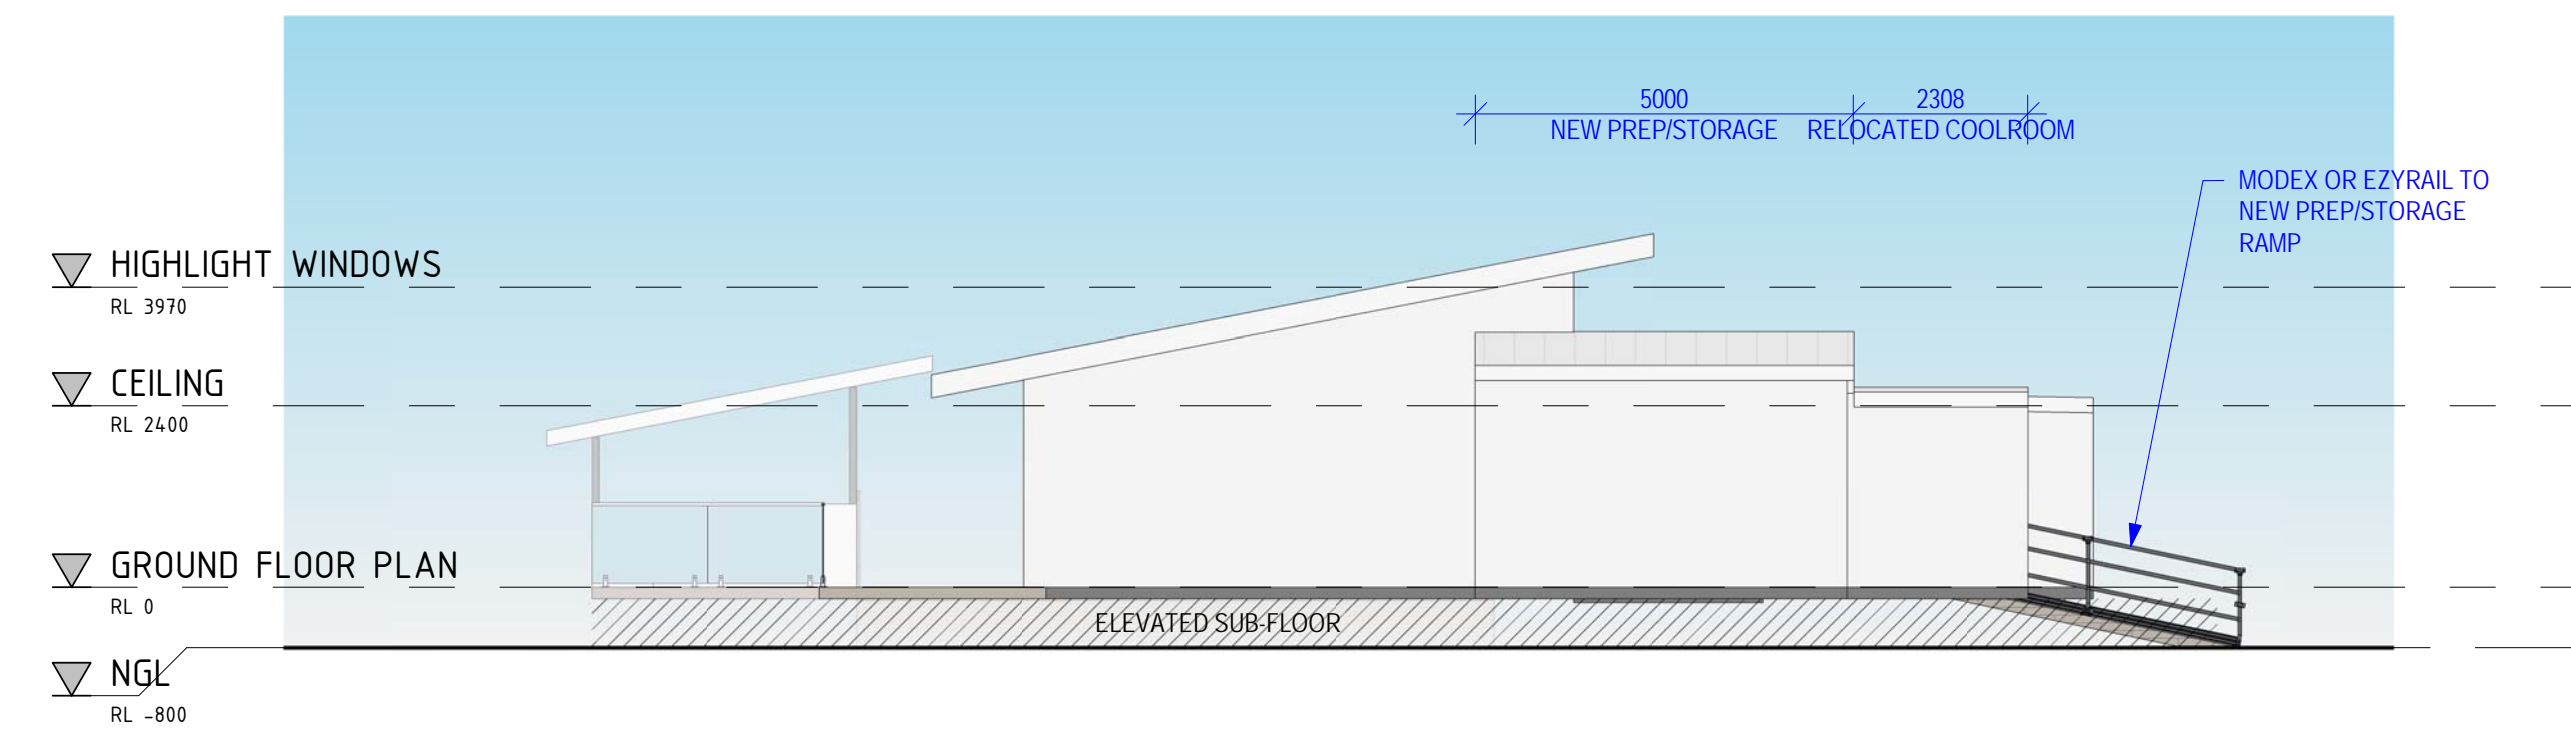 5000
2308
NEW PREP/STORAGE
RELOCATED COOLROOM
MODEX OR EZYRAIL TO
NEW PREP/STORAGE
RAMP
HIGHLIGHT WINDOWS
RL 3970
CEILING
RL 2400
GROUND FLOOR PLAN
RL 0
ELEVATED SUB-FLOOR
NGL
RL -800